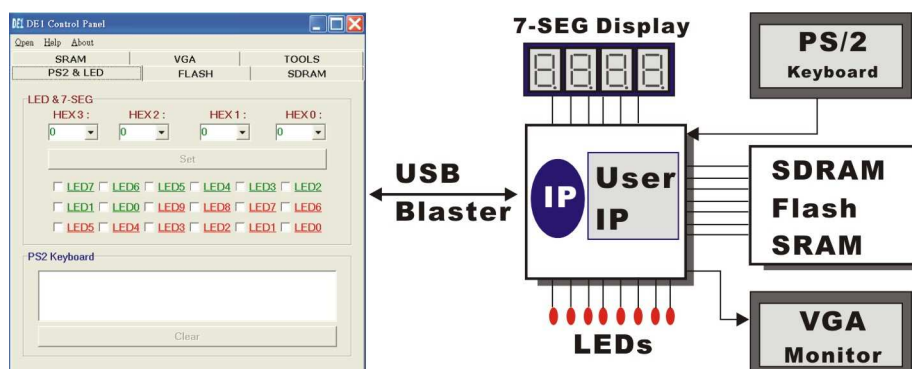 DE1 DE1 Control Panel
Open Help About
SRAM VGA TOOLS
PS2 & LED FLASH SDRAM
LED & 7-SEG
HEX3 : HEX2 : HEX1 : HEX0 :
0 0 0 0
Set
LED7 LED6 LED5 LED4 LED3 LED2
LED1 LED0 LED9 LED8 LED7 LED6
LED5 LED4 LED3 LED2 LED1 LED0
PS2 Keyboard
Clear
USB
Blaster
7-SEG Display
8888
IP
User
IP
LEDs
PS/2
Keyboard
SDRAM
Flash
SRAM
VGA
Monitor